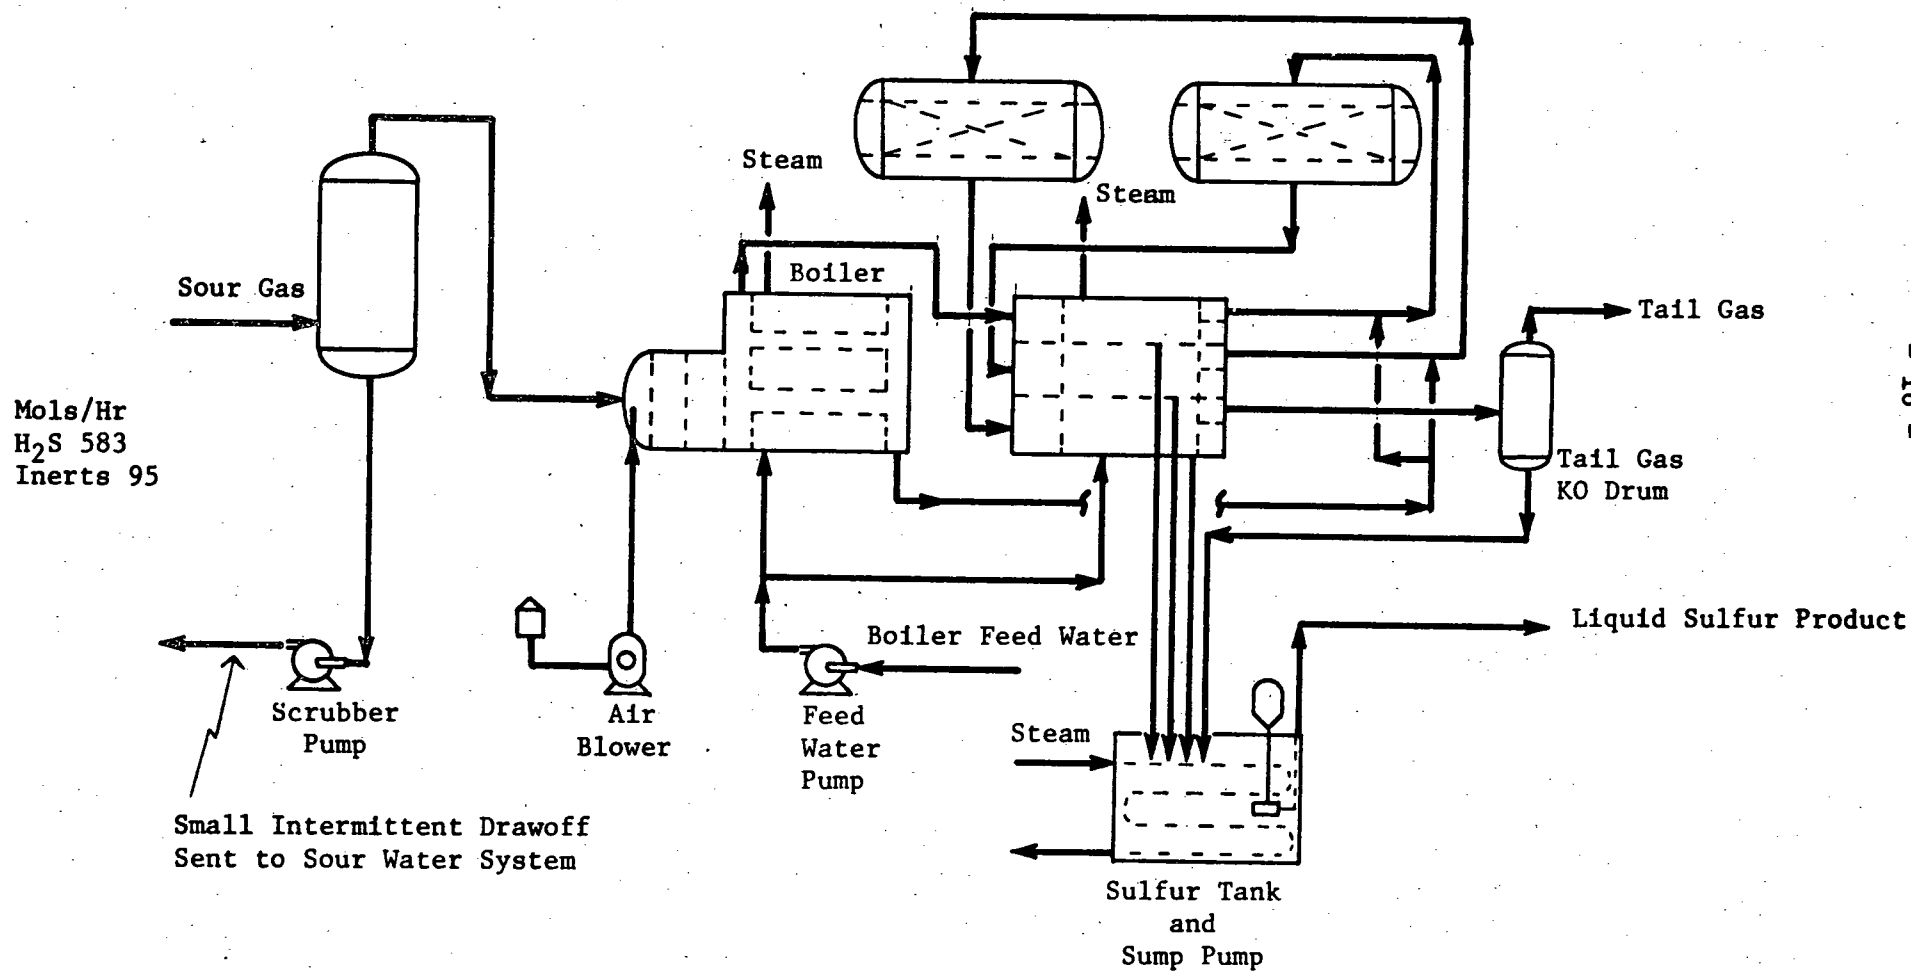 Steam
Steam
Boiler
Sour Gas
Tail Gas
Mols/Hr
H₂S 583
Inerts 95
Tail Gas
KO Drum
Liquid Sulfur Product
Boiler Feed Water
Scrubber
Pump
Air
Blower
Feed
Water
Pump
Steam
Small Intermittent Drawoff
Sent to Sour Water System
Sulfur Tank
and
Sump Pump